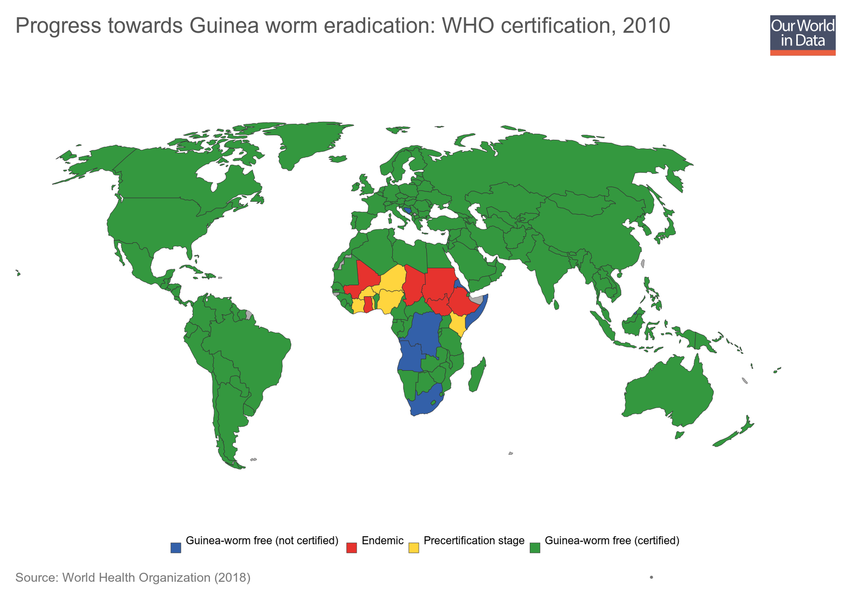 Progress towards Guinea worm eradication: WHO certification, 2010
Our World
in Data
Guinea-worm free (not certified)
Endemic
Precertification stage
Guinea-worm free (certified)
Source: World Health Organization (2018)